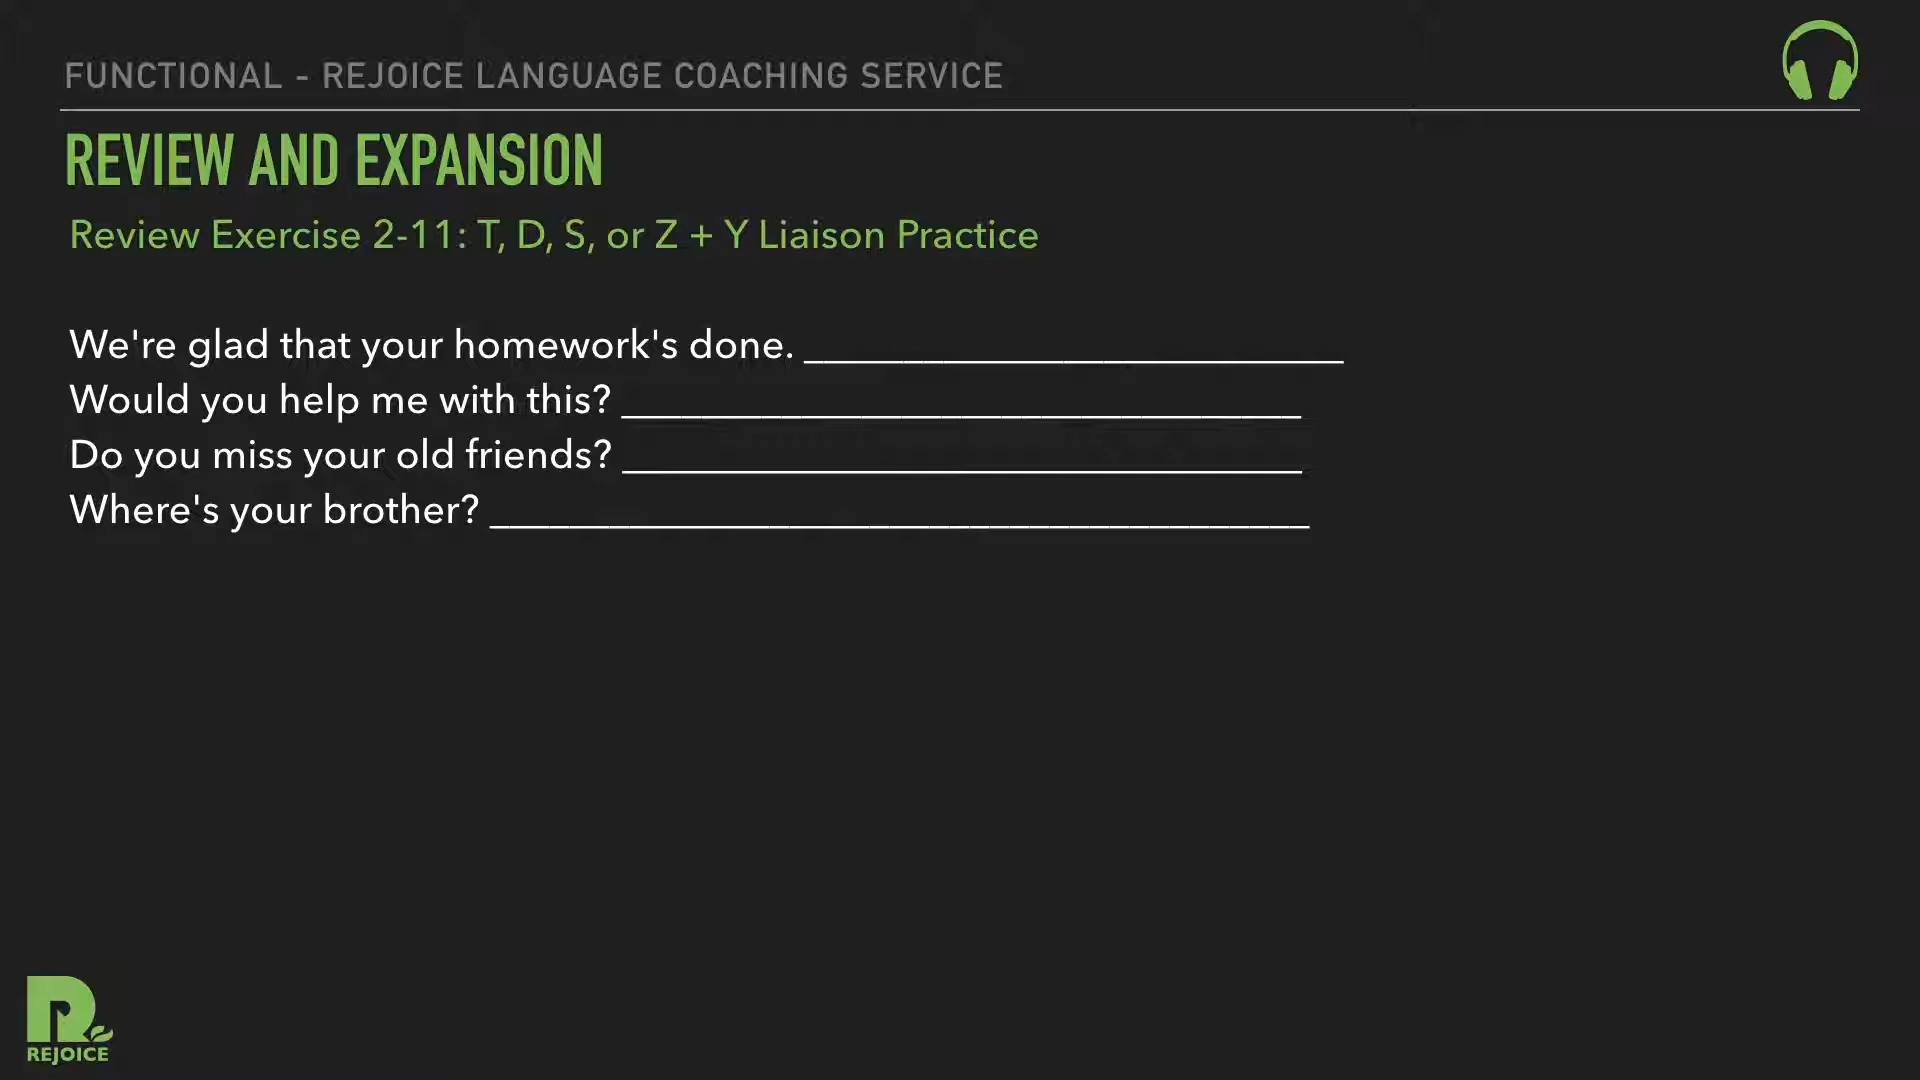 FUNCTIONAL - REJOICE LANGUAGE COACHING SERVICE
REVIEW AND EXPANSION
Review Exercise 2-11: T, D, S, or Z + Y Liaison Practice
We're glad that your homework's done. ___________________________
Would you help me with this? __________________________________
Do you miss your old friends? __________________________________
Where's your brother? _________________________________________
REJOICE